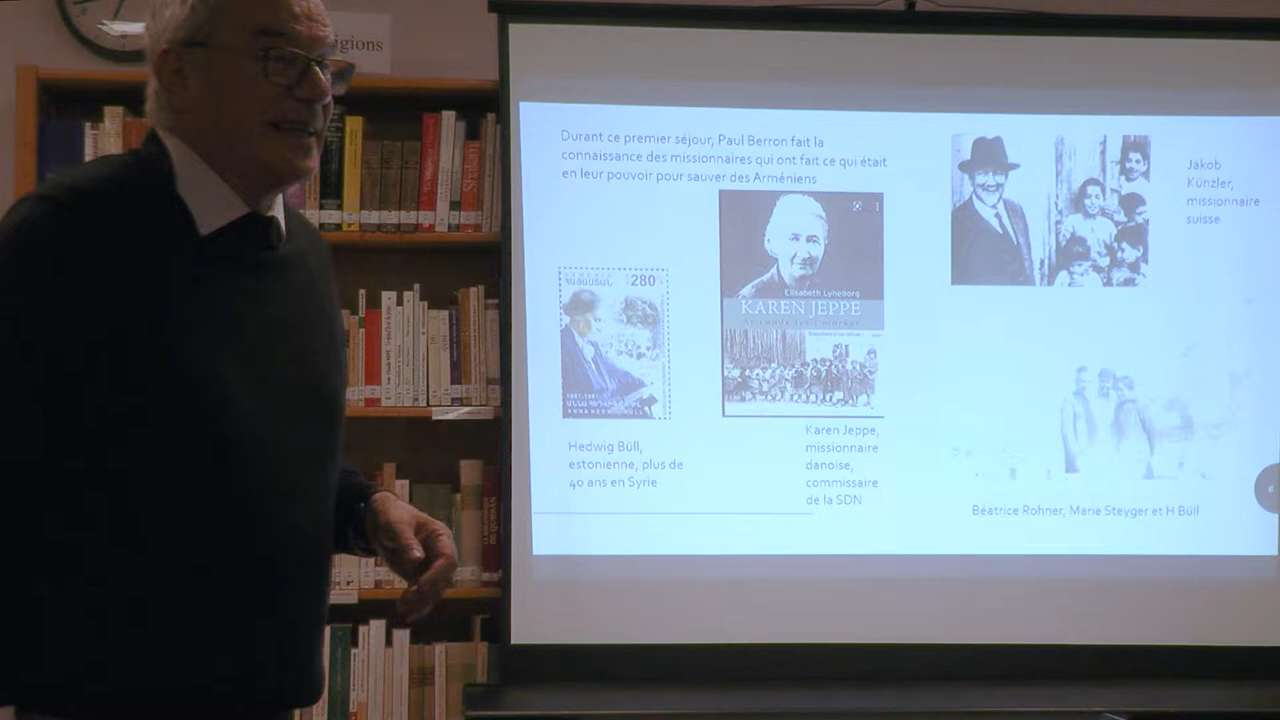 igions
Durant ce premier séjour, Paul Berron fait la
connaissance des missionnaires qui ont fait ce qui était
en leur pouvoir pour sauver des Arméniens
280
Hedwig Büll,
estonienne, plus de
40 ans en Syrie
Elisabeth Lyneborg
KAREN JEPPE
Karen Jeppe,
missionnaire
danoise,
commissaire
de la SDN
Jakob
Künzler,
missionnaire
suisse
Béatrice Rohner, Marie Steyger et H Büll